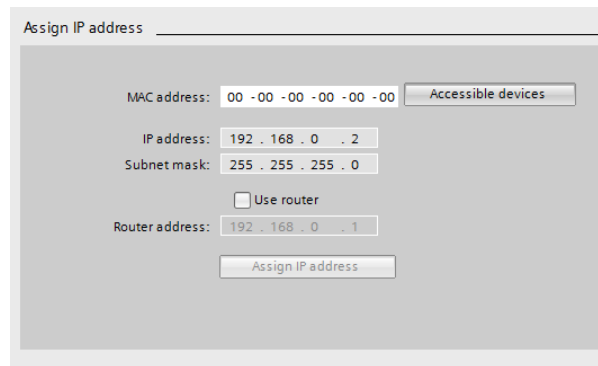 Assign IP address
MAC address: 00 -00 -00 -00 -00 -00 Accessible devices
IP address: 192 . 168 . 0 . 2
Subnet mask: 255 . 255 . 255 . 0
Use router
Router address: 192 . 168 . 0 . 1
Assign IP address